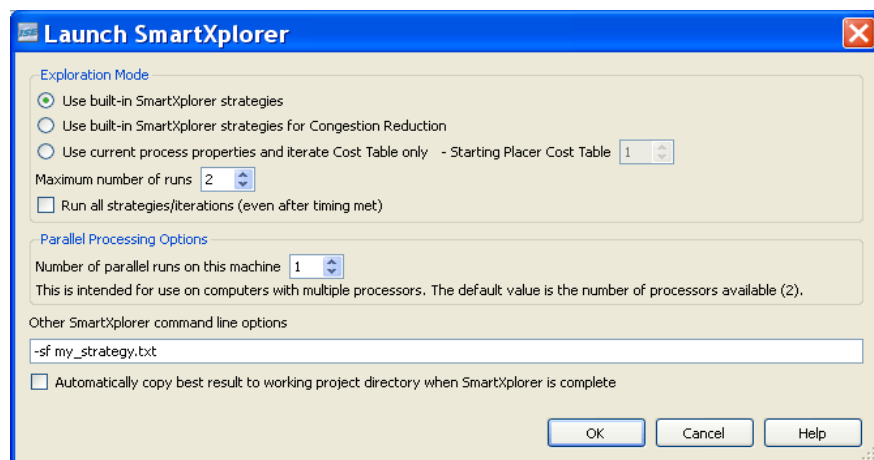 ISE Launch SmartXplorer
Exploration Mode
Use built-in SmartXplorer strategies
Use built-in SmartXplorer strategies for Congestion Reduction
Use current process properties and iterate Cost Table only - Starting Placer Cost Table 1
Maximum number of runs 2
Run all strategies/iterations (even after timing met)
Parallel Processing Options
Number of parallel runs on this machine 1
This is intended for use on computers with multiple processors. The default value is the number of processors available (2).
Other SmartXplorer command line options
-sf my_strategy.txt
Automatically copy best result to working project directory when SmartXplorer is complete
OK Cancel Help